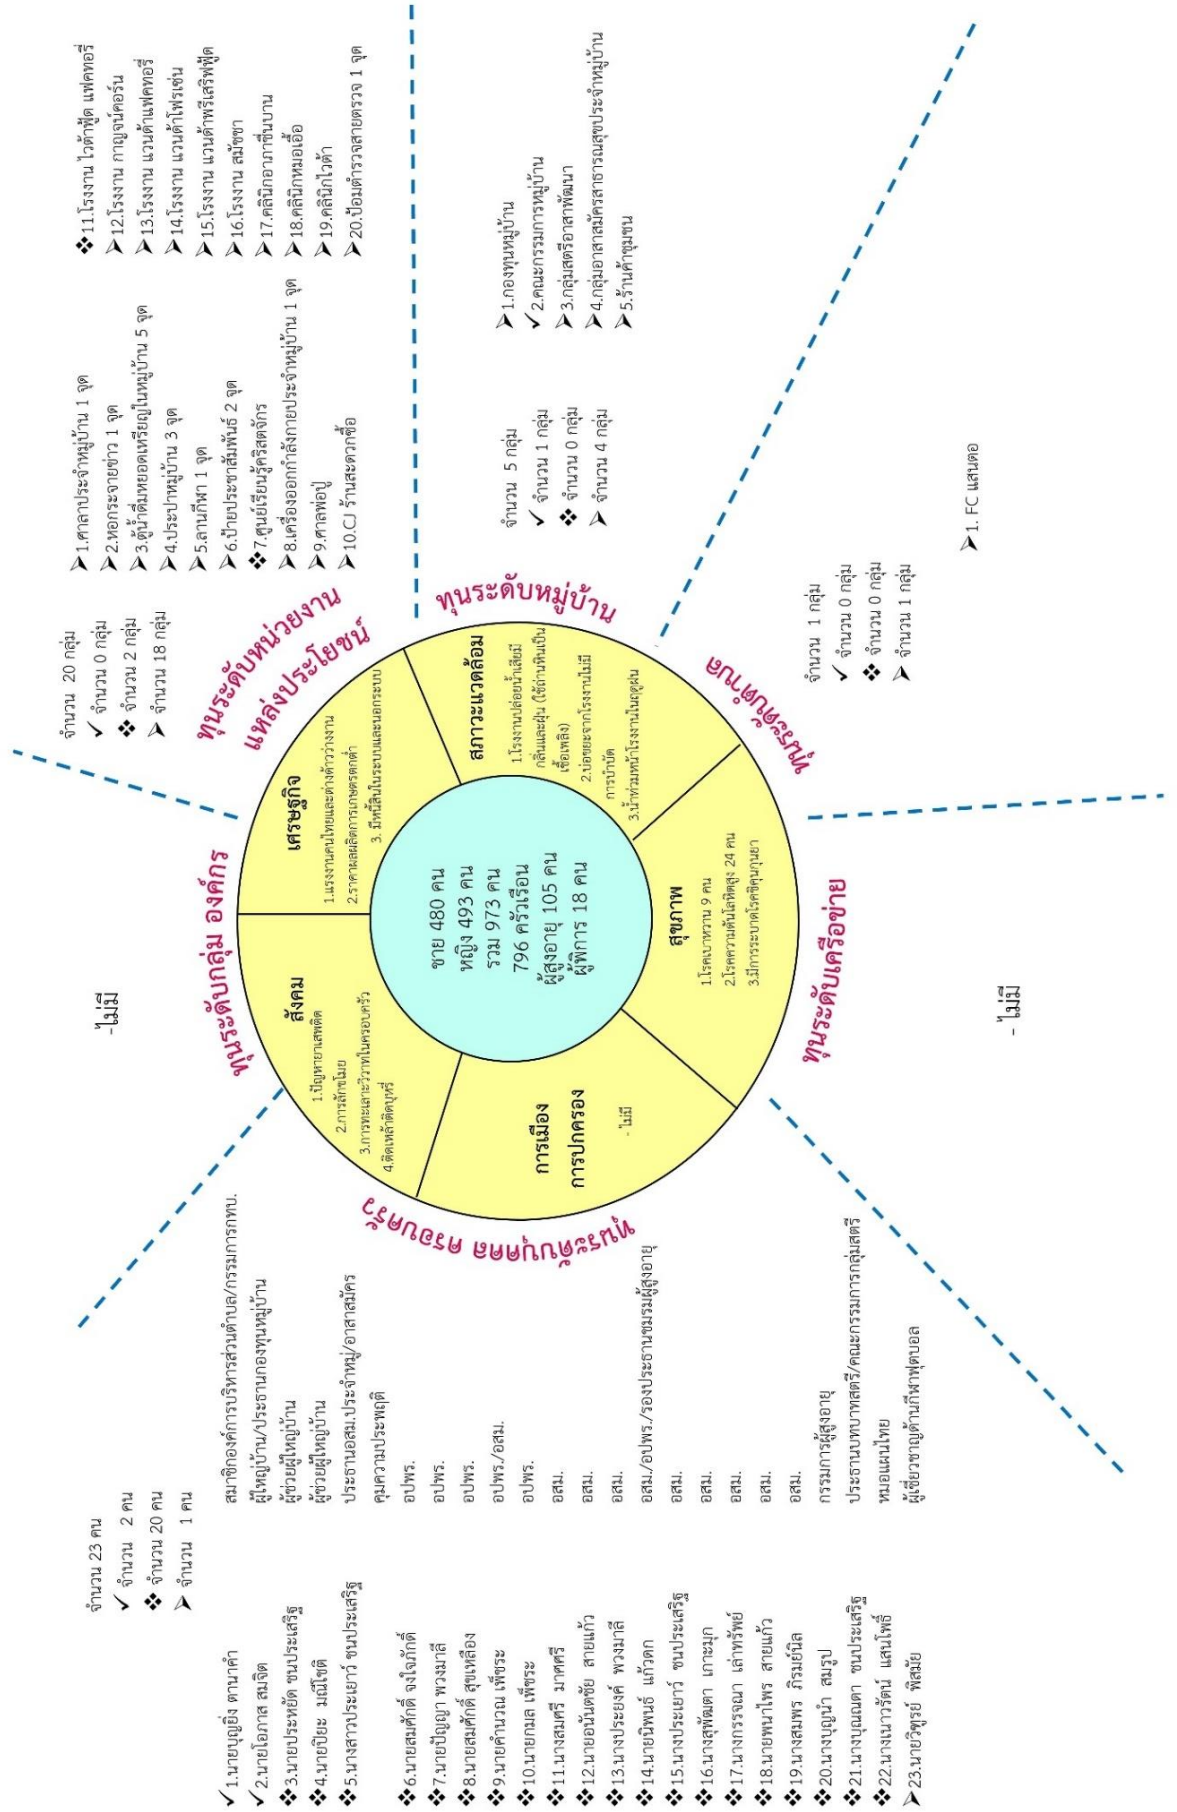 จำนวน 23 คน
✓ จำนวน 2 คน
❖ จำนวน 20 คน
➢ จำนวน 1 คน
✓ 1.นายบุญยิ่ง ตานาคำ สมาชิกองค์การบริหารส่วนตำบล/กรรมการกทบ.
✓ 2.นายโอภาส สมจิต ผู้ใหญ่บ้าน/ประธานกองทุนหมู่บ้าน
❖ 3.นายประหยัด ชนประเสริฐ ผู้ช่วยผู้ใหญ่บ้าน
❖ 4.นายปิยะ มณีโชติ ผู้ช่วยผู้ใหญ่บ้าน
❖ 5.นางสาวประเยาว์ ชนประเสริฐ ประธานอสม.ประจำหมู่/อาสาสมัคร
คุมความประพฤติ
❖ 6.นายสมศักดิ์ จงใจภักดิ์ อปพร.
❖ 7.นายปัญญา พวงมาลี อปพร.
❖ 8.นายสมศักดิ์ สุขเหลือง อปพร.
❖ 9.นายคำนวณ เพ็ชระ อปพร./อสม.
❖ 10.นายกมล เพ็ชระ อปพร.
❖ 11.นางสมศรี มาศศรี อสม.
❖ 12.นายอนันตชัย สายแก้ว อสม.
❖ 13.นางประยงค์ พวงมาลี อสม.
❖ 14.นายนิพนธ์ แก้วดก อสม./อปพร./รองประธานชมรมผู้สูงอายุ
❖ 15.นางประเยาว์ ชนประเสริฐ อสม.
❖ 16.นางสุพัฒตา เกาะมุก อสม.
❖ 17.นางกรรจณา เล่าทรัพย์ อสม.
❖ 18.นายพนาไพร สายแก้ว อสม.
❖ 19.นางสมพร ภิรมย์นิล อสม.
❖ 20.นางบุญนำ สมรูป กรรมการผู้สูงอายุ
❖ 21.นางบุณณดา ชนประเสริฐ ประธานบทบาทสตรี/คณะกรรมการกลุ่มสตรี
❖ 22.นางเนาวรัตน์ แสนโพธิ์ หมอแผนไทย
➢ 23.นายวิฑูรย์ พิสมัย ผู้เชี่ยวชาญด้านกีฬาฟุตบอล
ทุนระดับบุคคล ครอบครัว
ทุนระดับกลุ่ม องค์กร
-ไม่มี
ทุนระดับหน่วยงาน
แหล่งประโยชน์
จำนวน 20 กลุ่ม
✓ จำนวน 0 กลุ่ม
❖ จำนวน 2 กลุ่ม
➢ จำนวน 18 กลุ่ม
➢ 1.ศาลาประจำหมู่บ้าน 1 จุด
➢ 2.หอกระจายข่าว 1 จุด
➢ 3.ตู้น้ำดื่มหยอดเหรียญในหมู่บ้าน 5 จุด
➢ 4.ประปาหมู่บ้าน 3 จุด
➢ 5.ลานกีฬา 1 จุด
➢ 6.ป้ายประชาสัมพันธ์ 2 จุด
❖ 7.ศูนย์เรียนรู้คริสตจักร
➢ 8.เครื่องออกกำลังกายประจำหมู่บ้าน 1 จุด
➢ 9.ศาลพ่อปู่
➢ 10.CJ ร้านสะดวกซื้อ
❖ 11.โรงงาน ไวต้าฟู้ด แฟคทอรี่
➢ 12.โรงงาน กาญจน์คอร์น
➢ 13.โรงงาน แวนด้าแฟคทอรี่
➢ 14.โรงงาน แวนด้าโฟรเซ่น
➢ 15.โรงงาน แวนด้าพรีเสริฟฟู้ด
➢ 16.โรงงาน สมัชชา
➢ 17.คลินิกอาภาชื่นบาน
➢ 18.คลินิกหมอเอื้อ
➢ 19.คลินิกไวต้า
➢ 20.ป้อมตำรวจสายตรวจ 1 จุด
ทุนระดับหมู่บ้าน
จำนวน 5 กลุ่ม
✓ จำนวน 1 กลุ่ม
❖ จำนวน 0 กลุ่ม
➢ จำนวน 4 กลุ่ม
➢ 1.กองทุนหมู่บ้าน
✓ 2.คณะกรรมการหมู่บ้าน
➢ 3.กลุ่มสตรีอาสาพัฒนา
➢ 4.กลุ่มอาสาสมัครสาธารณสุขประจำหมู่บ้าน
➢ 5.ร้านค้าชุมชน
ทุนระดับตำบล
จำนวน 1 กลุ่ม
✓ จำนวน 0 กลุ่ม
❖ จำนวน 0 กลุ่ม
➢ จำนวน 1 กลุ่ม
➢ 1. FC แสนตอ
ทุนระดับเครือข่าย
- ไม่มี
สังคม
1.ปัญหายาเสพติด
2.การลักขโมย
3.การทะเลาะวิวาทในครอบครัว
4.ติดเหล้าติดบุหรี่
เศรษฐกิจ
1.แรงงานคนไทยและต่างด้าวว่างงาน
2.ราคาผลผลิตการเกษตรตกต่ำ
3. มีหนี้สินในระบบและนอกระบบ
สภาวะแวดล้อม
1.โรงงานปล่อยน้ำเสียมี
กลิ่นและฝุ่น (ใช้ถ่านหินเป็น
เชื้อเพลิง)
2.บ่อขยะจากโรงงานไม่มี
การบำบัด
3.น้ำท่วมหน้าโรงงานในฤดูฝน
สุขภาพ
1.โรคเบาหวาน 9 คน
2.โรคความดันโลหิตสูง 24 คน
3.มีการระบาดโรคชิคุนกุนยา
การเมือง
การปกครอง
- ไม่มี
ชาย 480 คน
หญิง 493 คน
รวม 973 คน
796 ครัวเรือน
ผู้สูงอายุ 105 คน
ผู้พิการ 18 คน